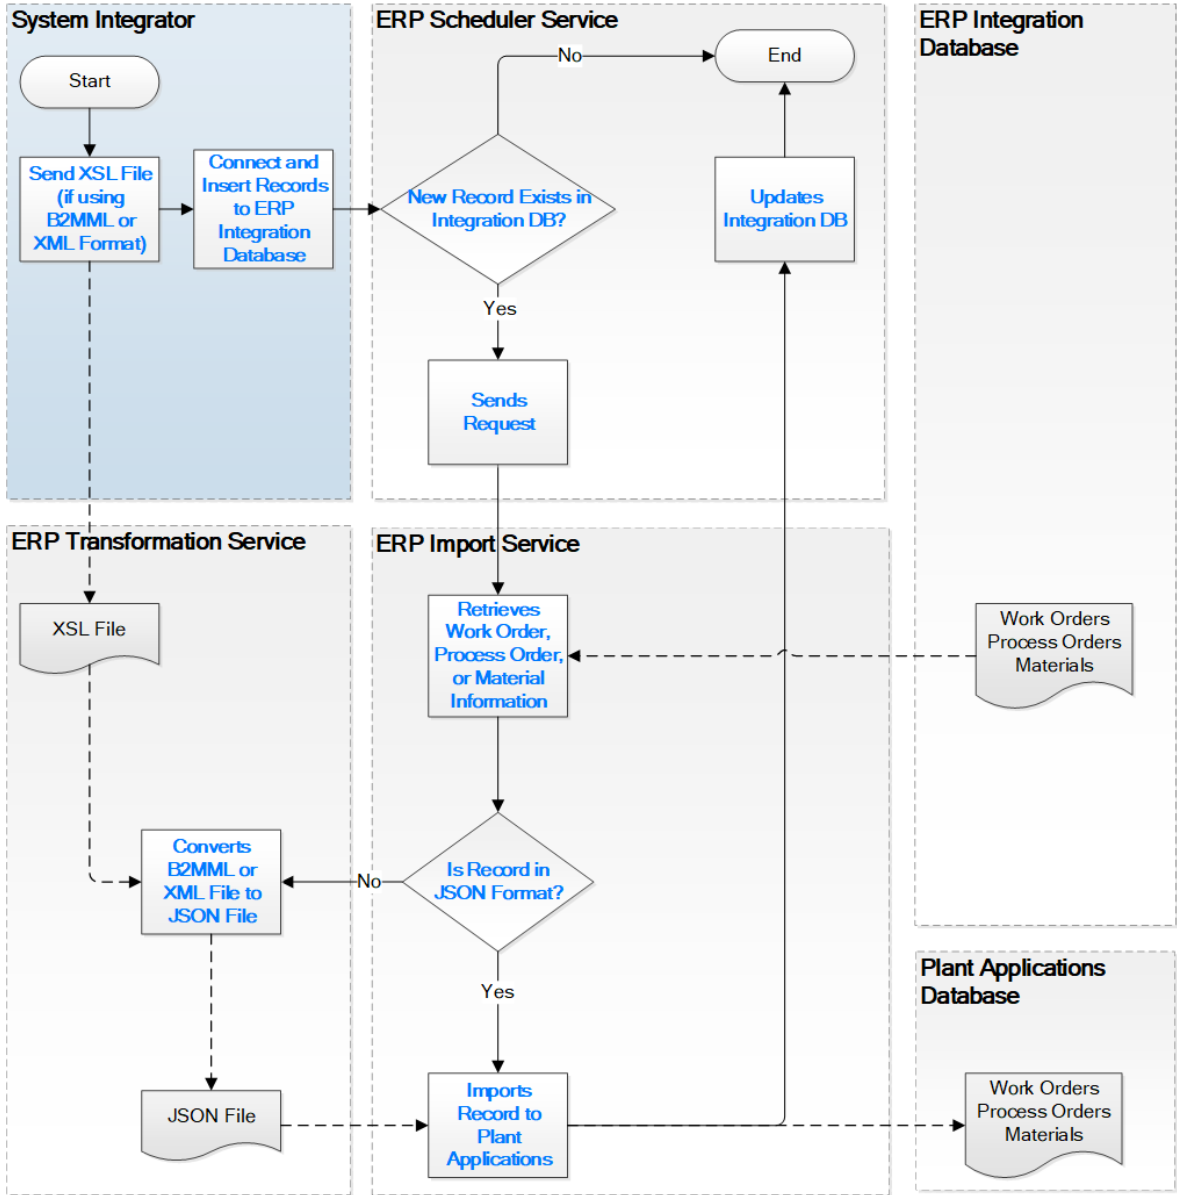 System Integrator
Start
Send XSL File
(if using
B2MML or
XML Format)
Connect and
Insert Records
to ERP
Integration
Database
ERP Scheduler Service
No
End
New Record Exists in
Integration DB?
Updates
Integration DB
Yes
Sends
Request
ERP Integration
Database
Work Orders
Process Orders
Materials
ERP Transformation Service
XSL File
Converts
B2MML or
XML File to
JSON File
JSON File
ERP Import Service
Retrieves
Work Order,
Process Order,
or Material
Information
Is Record in
JSON Format?
No
Yes
Imports
Record to
Plant
Applications
Plant Applications
Database
Work Orders
Process Orders
Materials